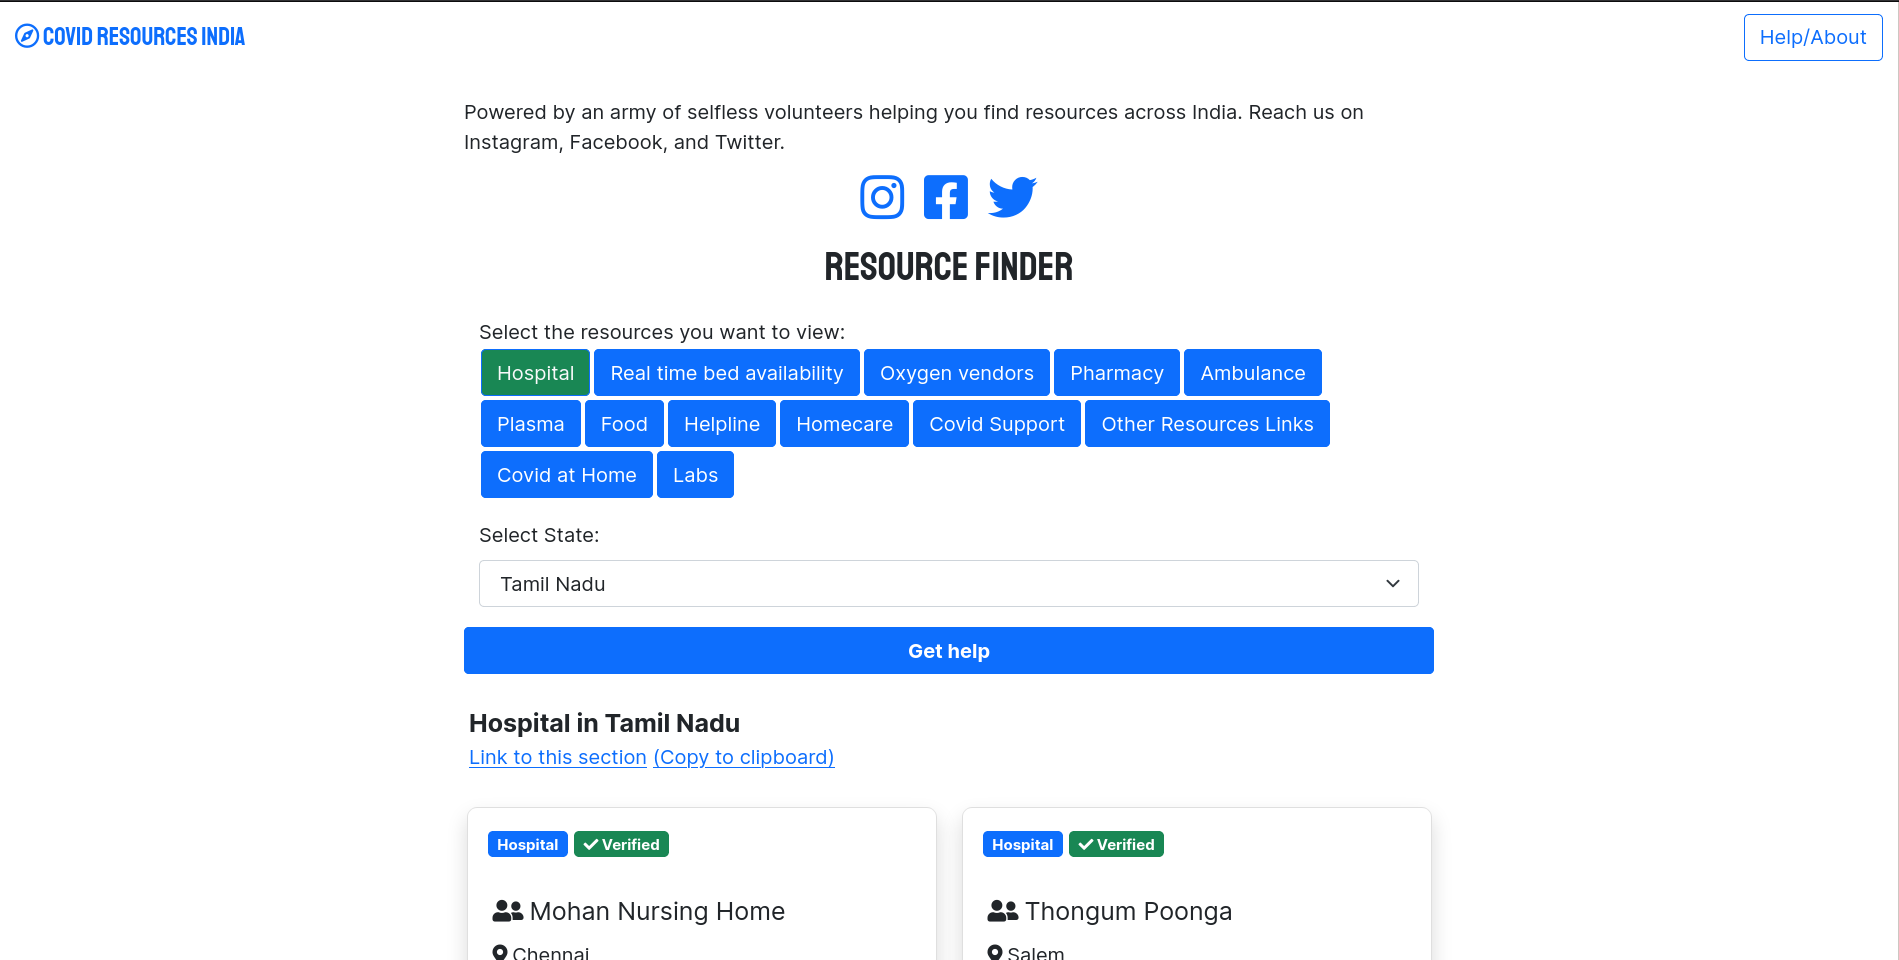 COVID RESOURCES INDIA
Help/About
Powered by an army of selfless volunteers helping you find resources across India. Reach us on
Instagram, Facebook, and Twitter.
RESOURCE FINDER
Select the resources you want to view:
Hospital Real time bed availability Oxygen vendors Pharmacy Ambulance
Plasma Food Helpline Homecare Covid Support Other Resources Links
Covid at Home Labs
Select State:
Tamil Nadu
Get help
Hospital in Tamil Nadu
Link to this section (Copy to clipboard)
Hospital Verified
Mohan Nursing Home
Chennai
Hospital Verified
Thongum Poonga
Salem